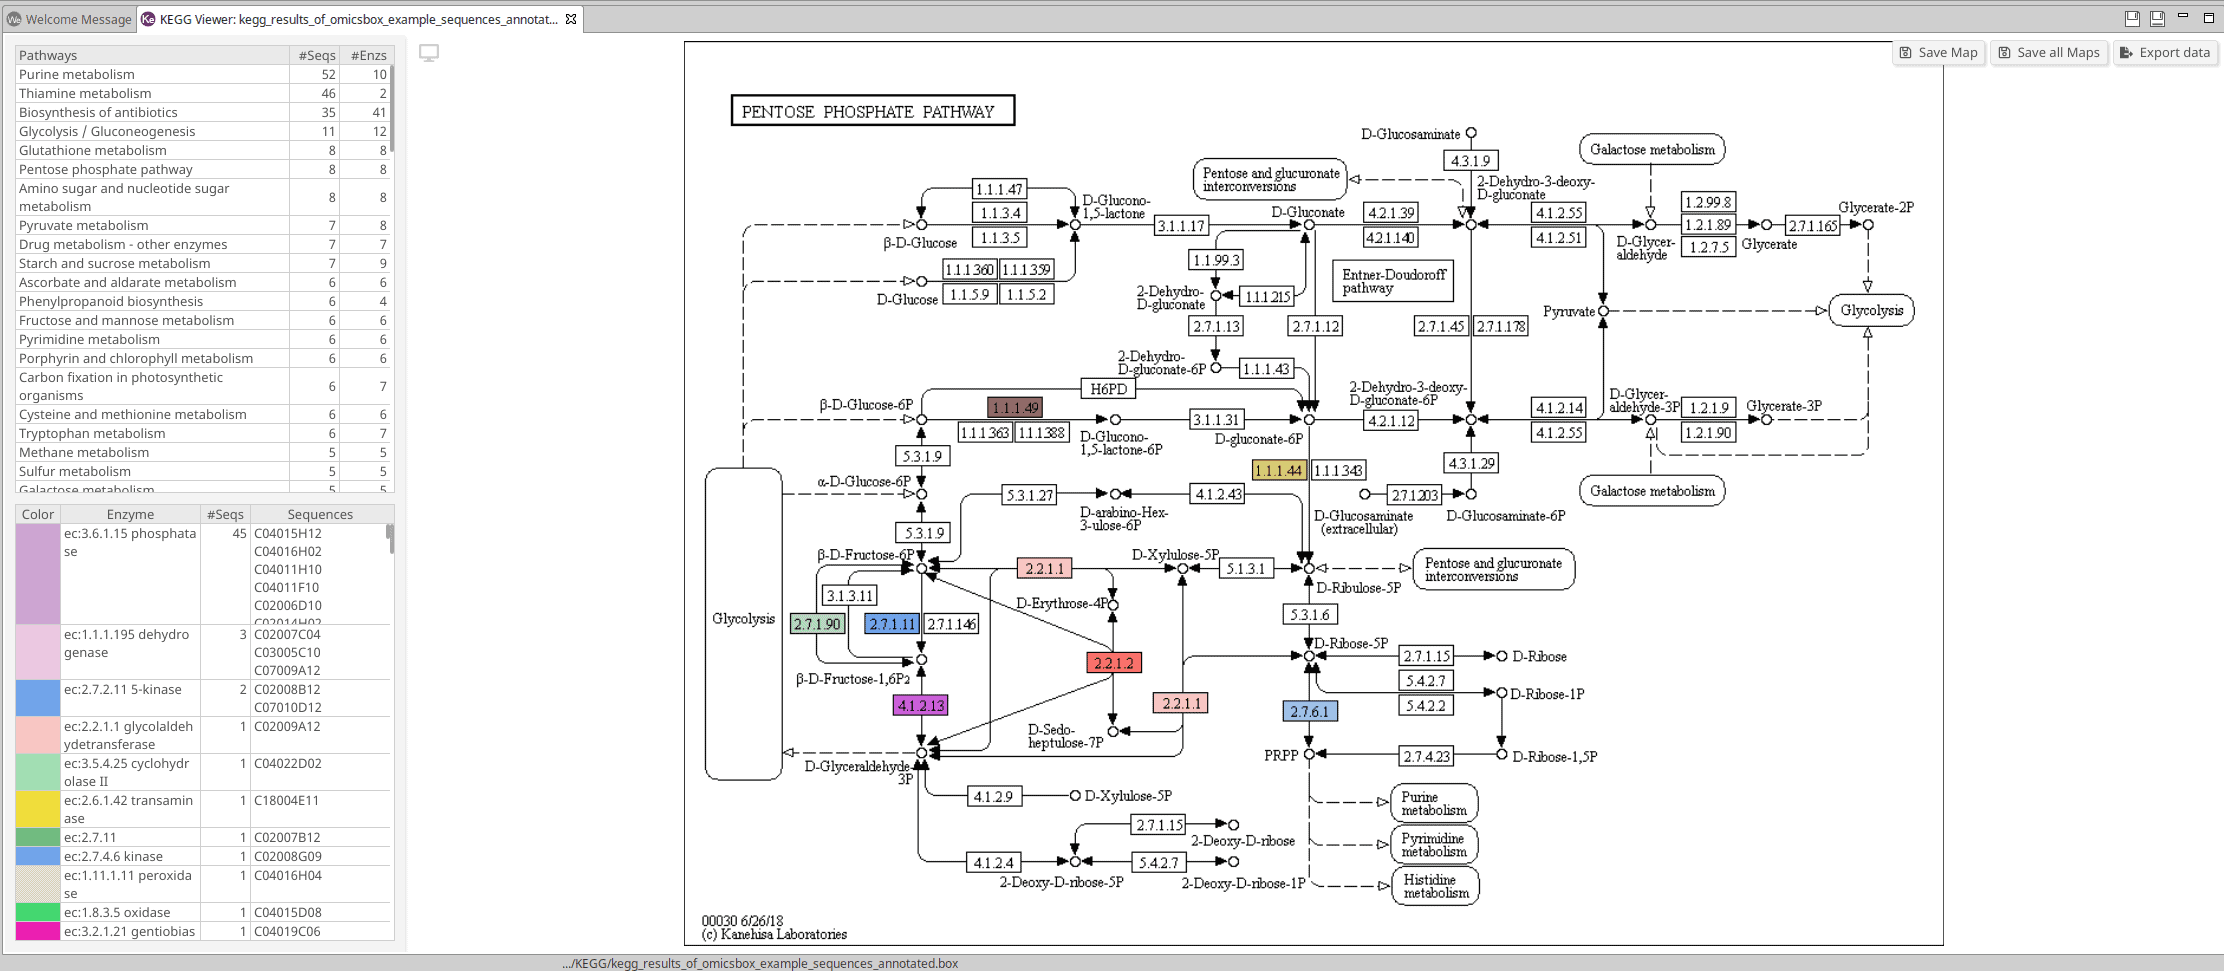 Welcome Message
KEGG Viewer: kegg_results_of_omicsbox_example_sequences_annotat...
Pathways #Seqs #Enzs
Purine metabolism 52 10
Thiamine metabolism 46 2
Biosynthesis of antibiotics 35 41
Glycolysis / Gluconeogenesis 11 12
Glutathione metabolism 8 8
Pentose phosphate pathway 8 8
Amino sugar and nucleotide sugar
metabolism 8 8
Pyruvate metabolism 7 8
Drug metabolism - other enzymes 7 7
Starch and sucrose metabolism 7 9
Ascorbate and aldarate metabolism 6 6
Phenylpropanoid biosynthesis 6 4
Fructose and mannose metabolism 6 6
Pyrimidine metabolism 6 6
Porphyrin and chlorophyll metabolism 6 6
Carbon fixation in photosynthetic
organisms 6 7
Cysteine and methionine metabolism 6 6
Tryptophan metabolism 6 7
Methane metabolism 5 5
Sulfur metabolism 5 5
Galactose metabolism 5 5
Color Enzyme #Seqs Sequences
ec:3.6.1.15 phosphata 45 C04015H12
se C04016H02
C04011H10
C04011F10
C02006D10
C02014H02
ec:1.1.1.195 dehydro 3 C02007C04
genase C03005C10
C07009A12
ec:2.7.2.11 5-kinase 2 C02008B12
C07010D12
ec:2.2.1.1 glycolaldeh 1 C02009A12
ydetransferase
ec:3.5.4.25 cyclohydr 1 C04022D02
olase II
ec:2.6.1.42 transamin 1 C18004E11
ase
ec:2.7.11 1 C02007B12
ec:2.7.4.6 kinase 1 C02008G09
ec:1.11.1.11 peroxida 1 C04016H04
se
ec:1.8.3.5 oxidase 1 C04015D08
ec:3.2.1.21 gentiobias 1 C04019C06
Save Map
Save all Maps
Export data
PENTOSE PHOSPHATE PATHWAY
D-Glucosaminate
4.3.1.9
Galactose metabolism
Pentose and glucuronate
interconversions
2-Dehydro-3-deoxy-
D-gluconate
1.1.1.47
1.1.3.4
1.1.3.5
β-D-Glucose
D-Glucono-
1,5-lactone
3.1.1.17
D-Gluconate
4.2.1.39
4.2.1.140
4.1.2.55
4.1.2.51
D-Glycer-
aldehyde
1.2.99.8
1.2.1.89
1.2.7.5
Glycerate
2.7.1.165
Glycerate-2P
D-Glucose
1.1.1.360 1.1.1.359
1.1.5.9 1.1.5.2
1.1.99.3
2-Dehydro-
D-gluconate
1.1.1.215
Entner-Doudoroff
pathway
2.7.1.13
2.7.1.12
2.7.1.45 2.7.1.178
Pyruvate
Glycolysis
2-Dehydro-
D-gluconate-6P
1.1.1.43
H6PD
β-D-Glucose-6P
1.1.1.49
1.1.1.363 1.1.1.388
D-Glucono-
1,5-lactone-6P
3.1.1.31
D-gluconate-6P
2-Dehydro-3-deoxy-
D-gluconate-6P
4.2.1.12
4.1.2.14
4.1.2.55
D-Glycer-
aldehyde-3P
1.2.1.9
1.2.1.90
Glycerate-3P
5.3.1.9
1.1.1.44 1.1.1.343
4.3.1.29
α-D-Glucose-6P
5.3.1.27
4.1.2.43
D-arabino-Hex-
3-ulose-6P
2.7.1.203
D-Glucosaminate
(extracellular)
D-Glucosaminate-6P
Galactose metabolism
5.3.1.9
β-D-Fructose-6P
2.2.1.1
D-Xylulose-5P
5.1.3.1
D-Ribulose-5P
Pentose and glucuronate
interconversions
3.1.3.11
D-Erythrose-4P
5.3.1.6
Glycolysis
2.7.1.90
2.7.1.11 2.7.1.146
2.2.1.2
D-Ribose-5P
2.7.1.15
D-Ribose
5.4.2.7
D-Ribose-1P
5.4.2.2
β-D-Fructose-1,6P2
4.1.2.13
2.2.1.1
2.7.6.1
D-Sedo-
heptulose-7P
PRPP
2.7.4.23
D-Ribose-1,5P
D-Glyceraldehyde-
3P
4.1.2.9
D-Xylulose-5P
Purine
metabolism
2.7.1.15
2-Deoxy-D-ribose
Pyrimidine
metabolism
4.1.2.4
2-Deoxy-D-ribose-5P
5.4.2.7
2-Deoxy-D-ribose-1P
Histidine
metabolism
00030 6/26/18
(c) Kanehisa Laboratories
.../KEGG/kegg_results_of_omicsbox_example_sequences_annotated.box